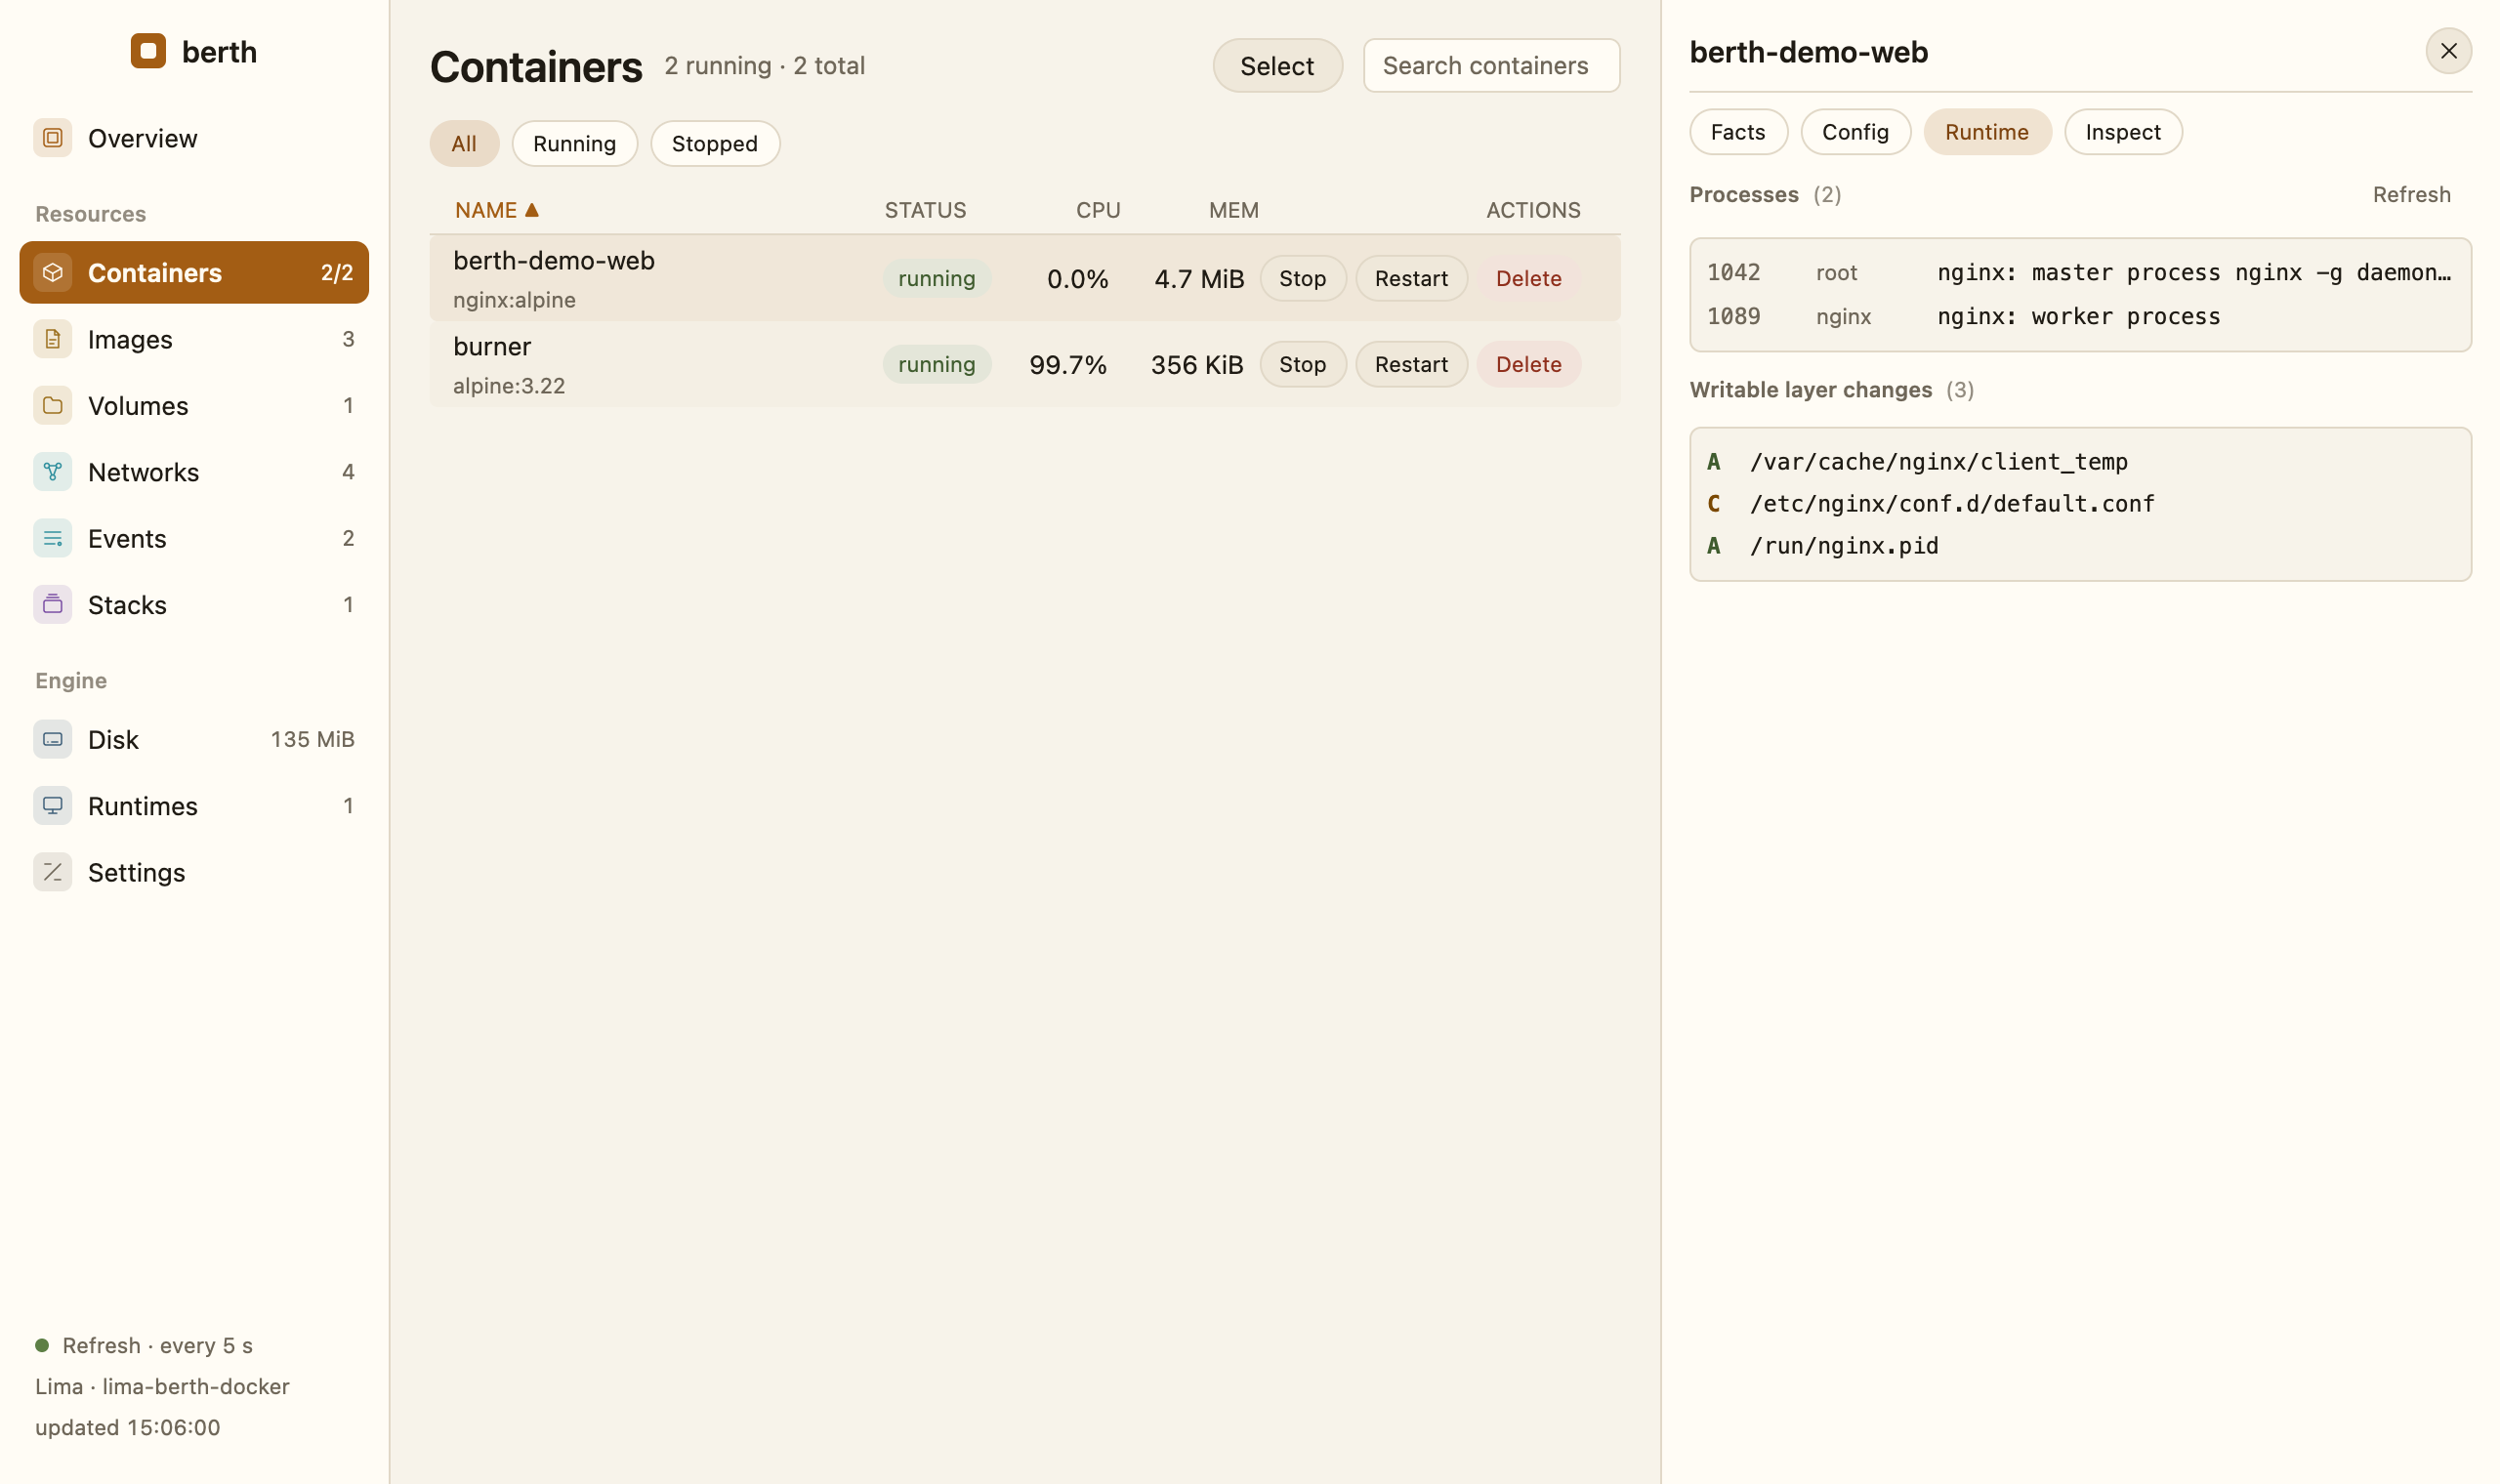 berth
Overview
Resources
Containers 2/2
Images 3
Volumes 1
Networks 4
Events 2
Stacks 1
Engine
Disk 135 MiB
Runtimes 1
Settings
Refresh · every 5 s
Lima · lima-berth-docker
updated 15:06:00
Containers 2 running · 2 total
Select
Search containers
All Running Stopped
NAME ▲ STATUS CPU MEM ACTIONS
berth-demo-web
nginx:alpine
running 0.0% 4.7 MiB Stop Restart Delete
burner
alpine:3.22
running 99.7% 356 KiB Stop Restart Delete
berth-demo-web
Facts Config Runtime Inspect
Processes (2) Refresh
1042 root nginx: master process nginx -g daemon…
1089 nginx nginx: worker process
Writable layer changes (3)
A /var/cache/nginx/client_temp
C /etc/nginx/conf.d/default.conf
A /run/nginx.pid